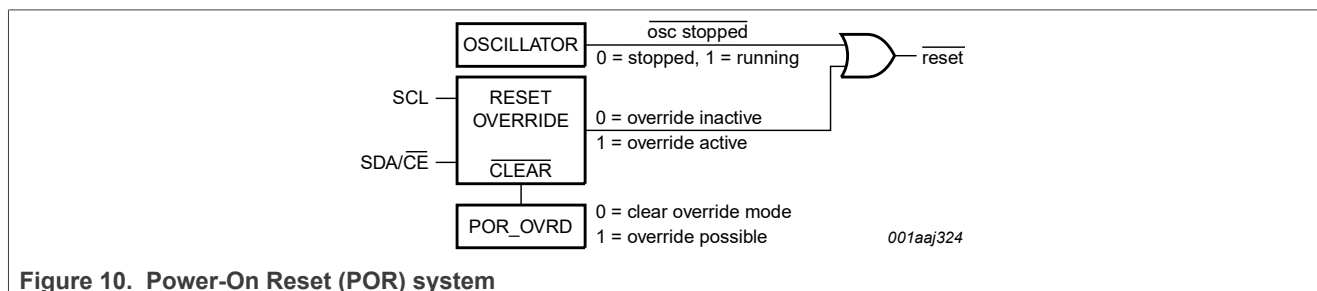 OSCILLATOR
osc stopped
0 = stopped, 1 = running
reset
SCL
RESET
OVERRIDE
0 = override inactive
1 = override active
SDA/CE
CLEAR
POR_OVRD
0 = clear override mode
1 = override possible
001aaj324
Figure 10. Power-On Reset (POR) system